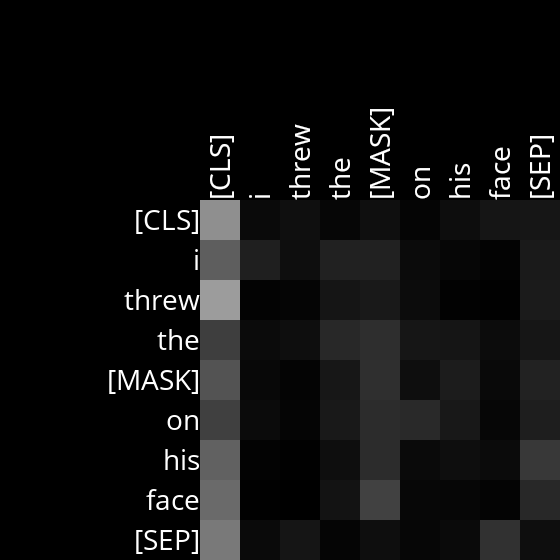 [CLS] i threw the [MASK] on his face [SEP]
[CLS]
i
threw
the
[MASK]
on
his
face
[SEP]